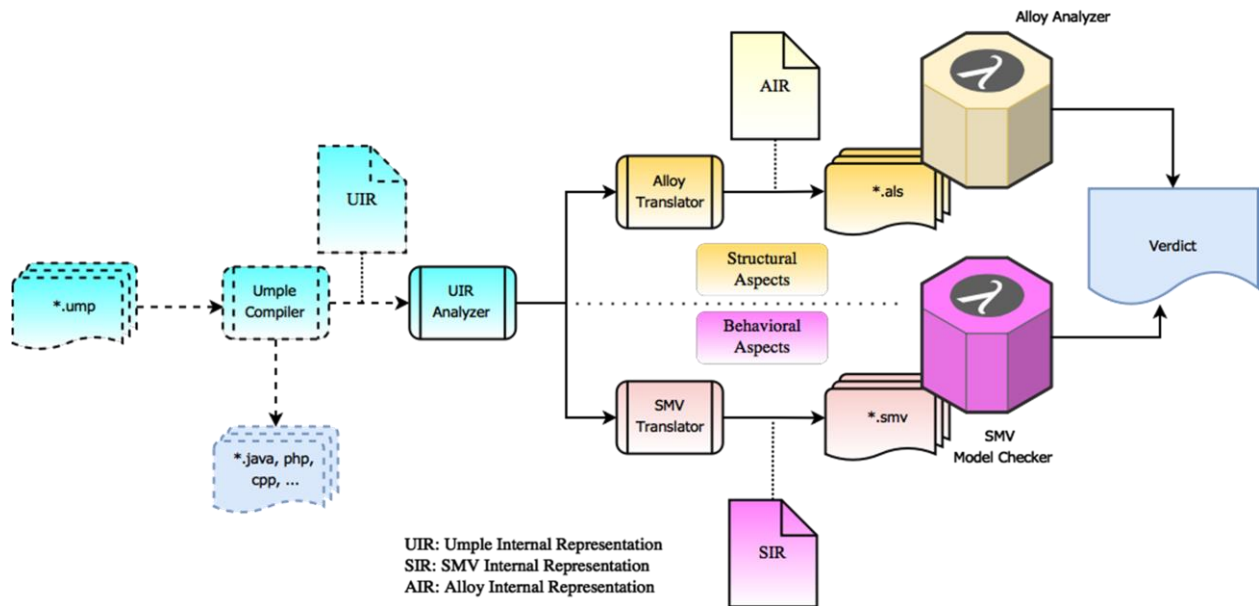 Alloy Analyzer
λ
AIR
UIR
Alloy
Translator
*.als
Structural
Aspects
Verdict
*.ump
Umple
Compiler
UIR
Analyzer
Behavioral
Aspects
λ
SMV
Translator
*.smv
SMV
Model Checker
*.java, php,
cpp, ...
SIR
UIR: Umple Internal Representation
SIR: SMV Internal Representation
AIR: Alloy Internal Representation